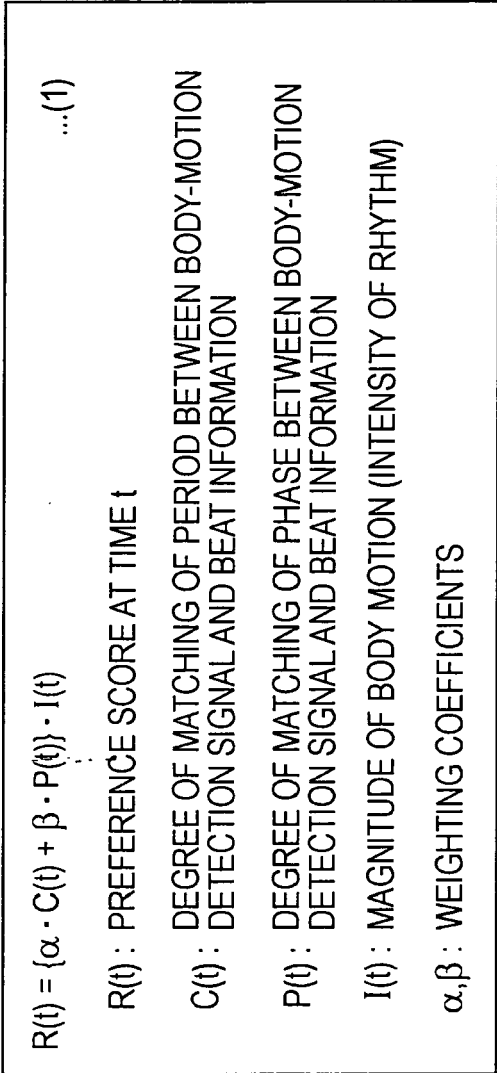 R(t) = {α · C(t) + β · P(t)} · I(t) ...(1)
R(t) : PREFERENCE SCORE AT TIME t
C(t) : DEGREE OF MATCHING OF PERIOD BETWEEN BODY-MOTION
DETECTION SIGNAL AND BEAT INFORMATION
P(t) : DEGREE OF MATCHING OF PHASE BETWEEN BODY-MOTION
DETECTION SIGNAL AND BEAT INFORMATION
I(t) : MAGNITUDE OF BODY MOTION (INTENSITY OF RHYTHM)
α,β : WEIGHTING COEFFICIENTS